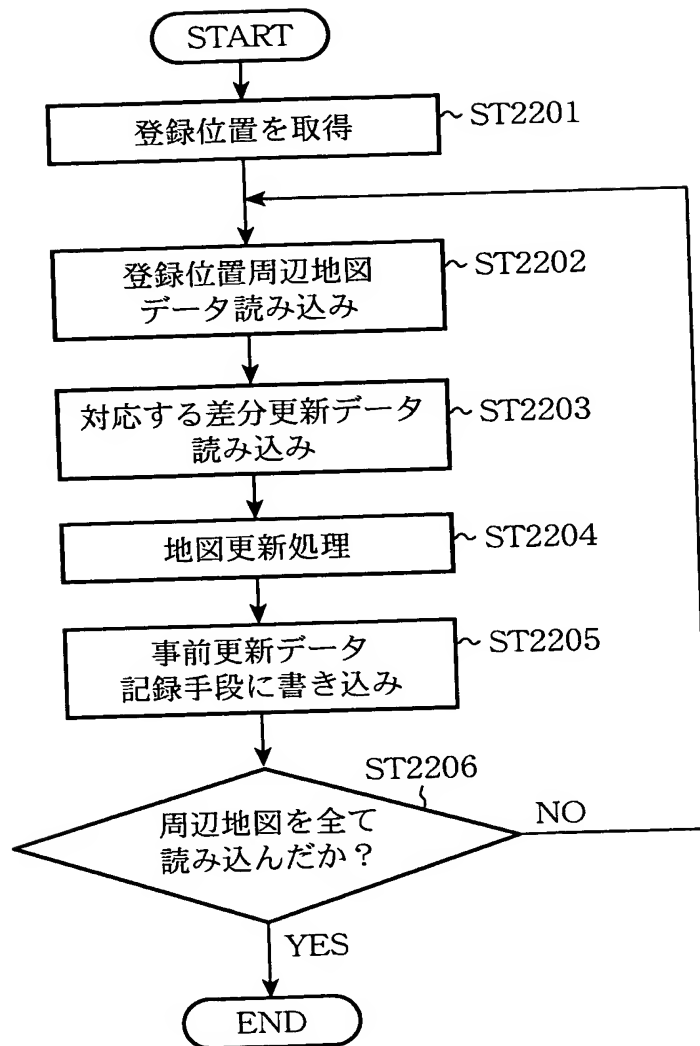 START
登録位置を取得
ST2201
登録位置周辺地図
データ読み込み
ST2202
対応する差分更新データ
読み込み
ST2203
地図更新処理
ST2204
事前更新データ
記録手段に書き込み
ST2205
ST2206
周辺地図を全て
読み込んだか？
NO
YES
END